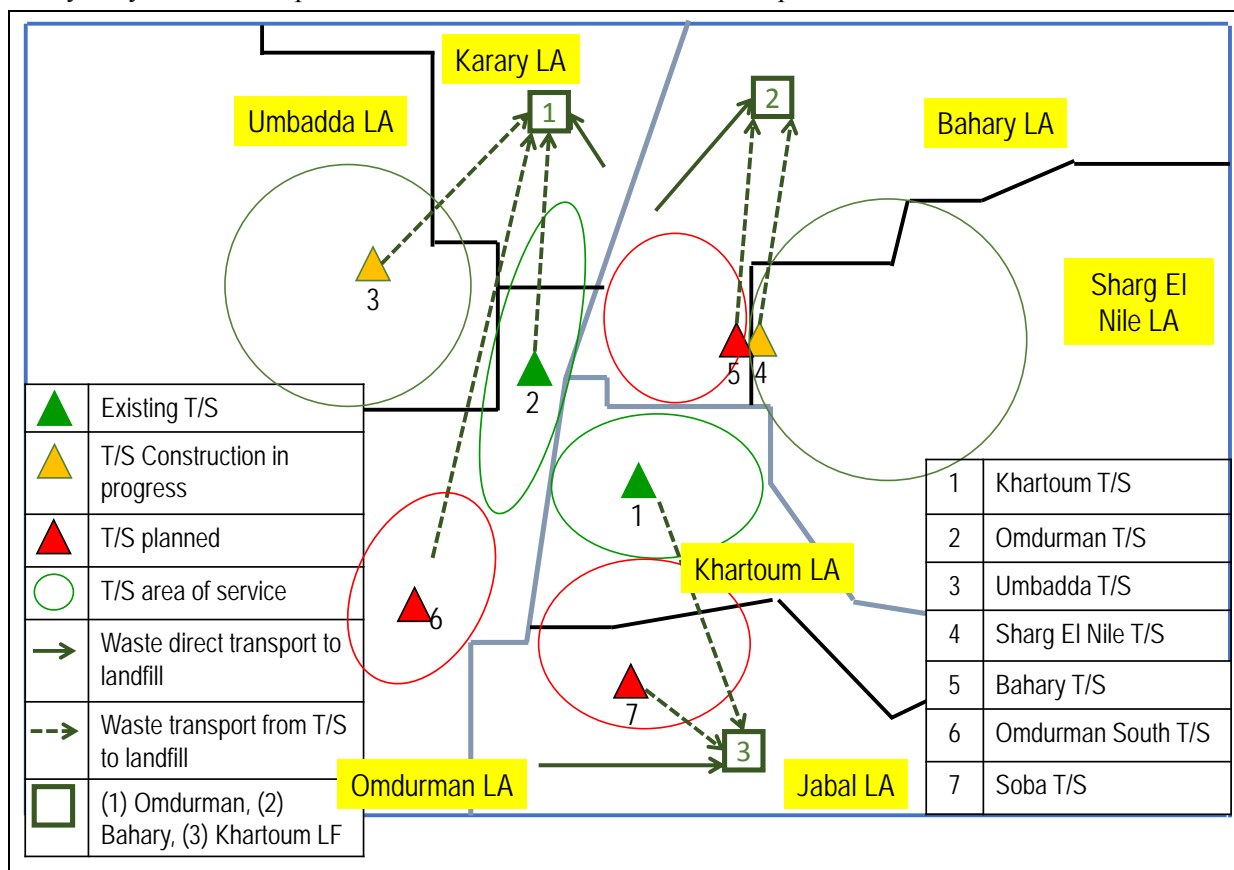 Karary LA
Umbadda LA
1
2
Bahary LA
3
Sharg El
Nile LA
5
4
2
1
Khartoum LA
6
7
3
Omdurman LA
Jabal LA
Existing T/S
T/S Construction in
progress
T/S planned
T/S area of service
Waste direct transport to
landfill
Waste transport from T/S
to landfill
(1) Omdurman, (2)
Bahary, (3) Khartoum LF
1 Khartoum T/S
2 Omdurman T/S
3 Umbadda T/S
4 Sharg El Nile T/S
5 Bahary T/S
6 Omdurman South T/S
7 Soba T/S